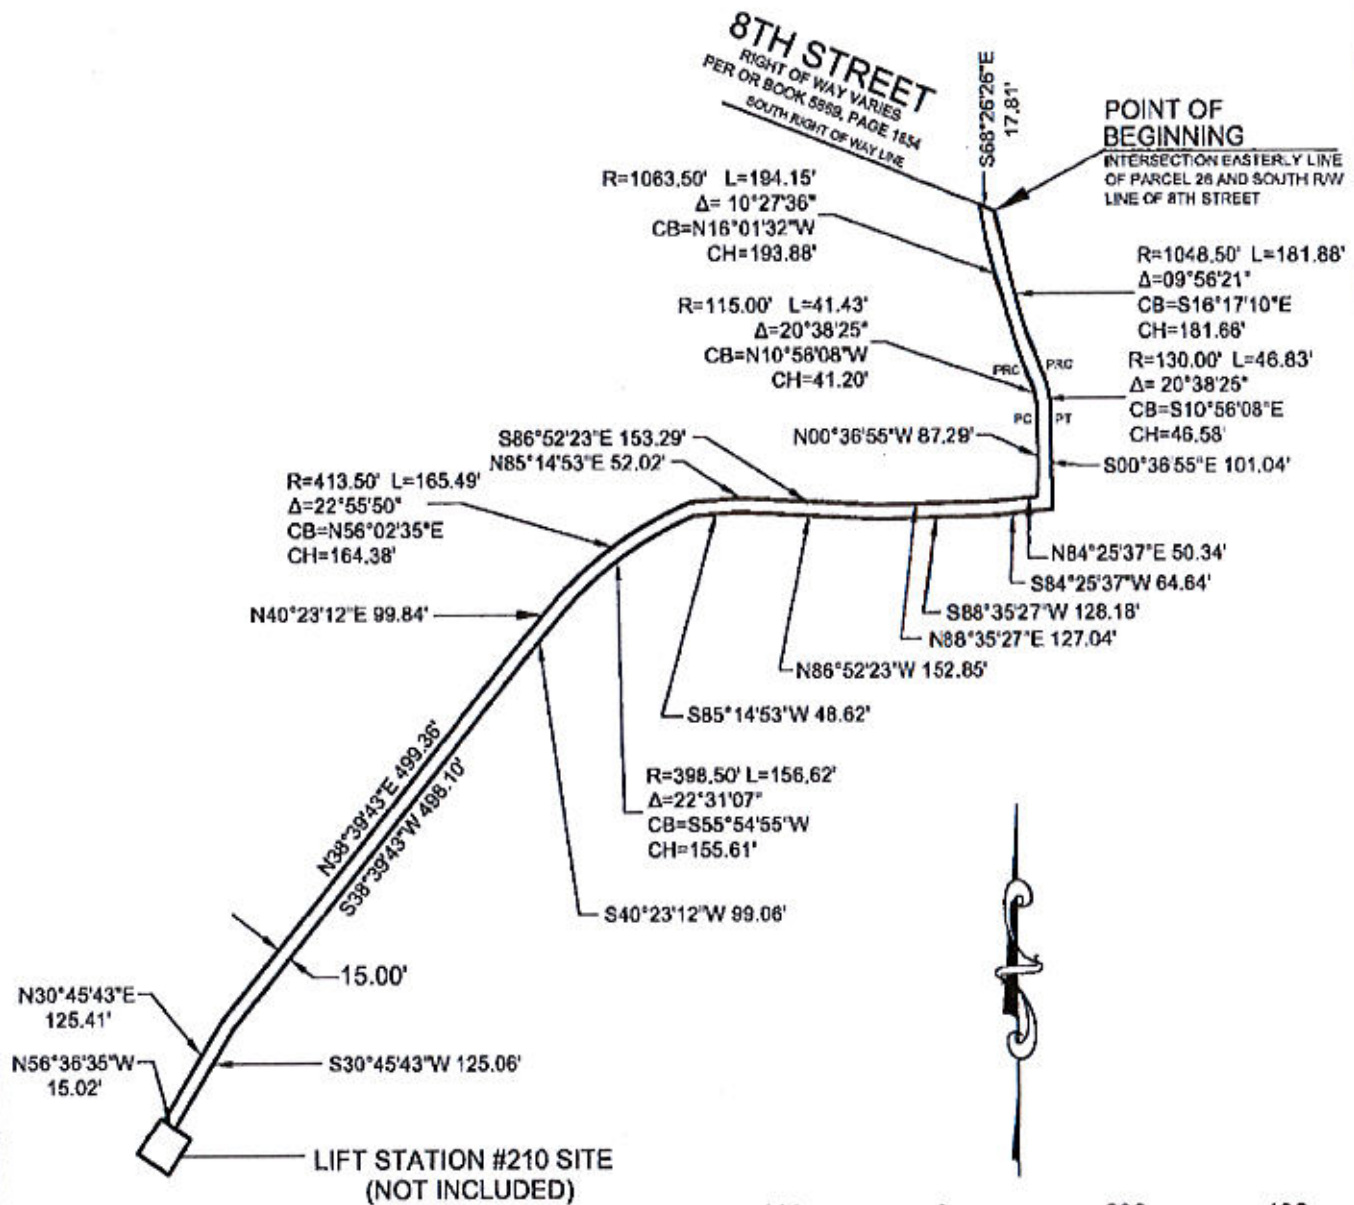 8TH STREET
RIGHT OF WAY VARIES
PER OR BOOK 5869, PAGE 1834
SOUTH RIGHT OF WAY LINE
S68°26'26"E
17.81'
POINT OF
BEGINNING
INTERSECTION EASTERLY LINE
OF PARCEL 26 AND SOUTH R/W
LINE OF 8TH STREET
R=1063.50' L=194.15'
Δ= 10°27'36"
CB=N16°01'32"W
CH=193.88'
R=1048.50' L=181.88'
Δ=09°56'21"
CB=S16°17'10"E
CH=181.66'
R=115.00' L=41.43'
Δ=20°38'25"
CB=N10°56'08"W
CH=41.20'
PRC
PRC
R=130.00' L=46.83'
Δ= 20°38'25"
CB=S10°56'08"E
CH=46.58'
PC
PT
N00°36'55"W 87.29'
S00°36'55"E 101.04'
S86°52'23"E 153.29'
N85°14'53"E 52.02'
R=413.50' L=165.49'
Δ=22°55'50"
CB=N56°02'35"E
CH=164.38'
N84°25'37"E 50.34'
S84°25'37"W 64.64'
S88°35'27"W 128.18'
N88°35'27"E 127.04'
N86°52'23"W 152.85'
S85°14'53"W 48.62'
N40°23'12"E 99.84'
R=398.50' L=156.62'
Δ=22°31'07"
CB=S55°54'55"W
CH=155.61'
S40°23'12"W 99.06'
N38°39'43"E 499.36'
S38°39'43"W 498.10'
15.00'
N30°45'43"E
125.41'
N56°36'35"W
15.02'
S30°45'43"W 125.06'
LIFT STATION #210 SITE
(NOT INCLUDED)